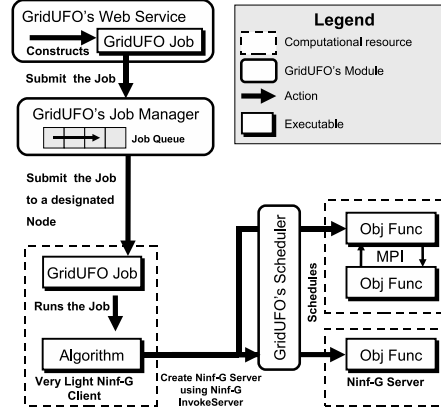 GridUFO's Web Service
Constructs
GridUFO Job
Submit the Job
GridUFO's Job Manager
Job Queue
Submit the Job
to a designated
Node
GridUFO Job
Runs the Job
Algorithm
Very Light Ninf-G
Client
Create Ninf-G Server
using Ninf-G
InvokeServer
GridUFO's Scheduler
Schedules
Obj Func
MPI
Obj Func
Obj Func
Ninf-G Server
Legend
Computational resource
GridUFO's Module
Action
Executable